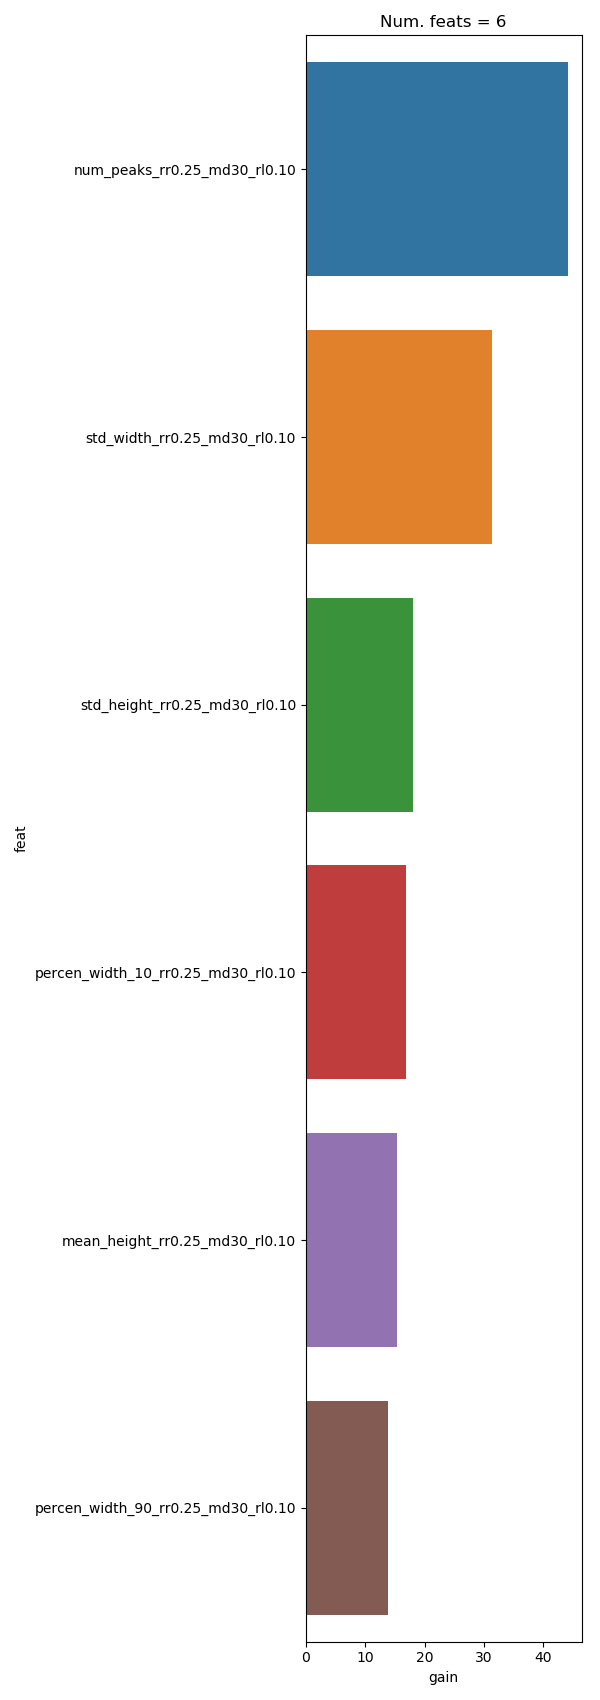 Num. feats = 6
num_peaks_rr0.25_md30_rl0.10
std_width_rr0.25_md30_rl0.10
std_height_rr0.25_md30_rl0.10
feat
percen_width_10_rr0.25_md30_rl0.10
mean_height_rr0.25_md30_rl0.10
percen_width_90_rr0.25_md30_rl0.10
0 10 20 30 40
gain